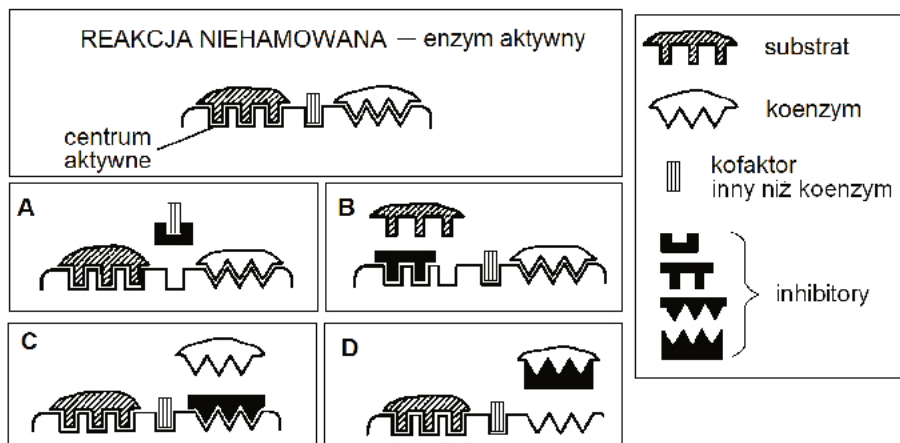 REAKCJA NIEHAMOWANA — enzym aktywny
centrum
aktywne
substrat
koenzym
kofaktor
inny niż koenzym
inhibitory
A
B
C
D